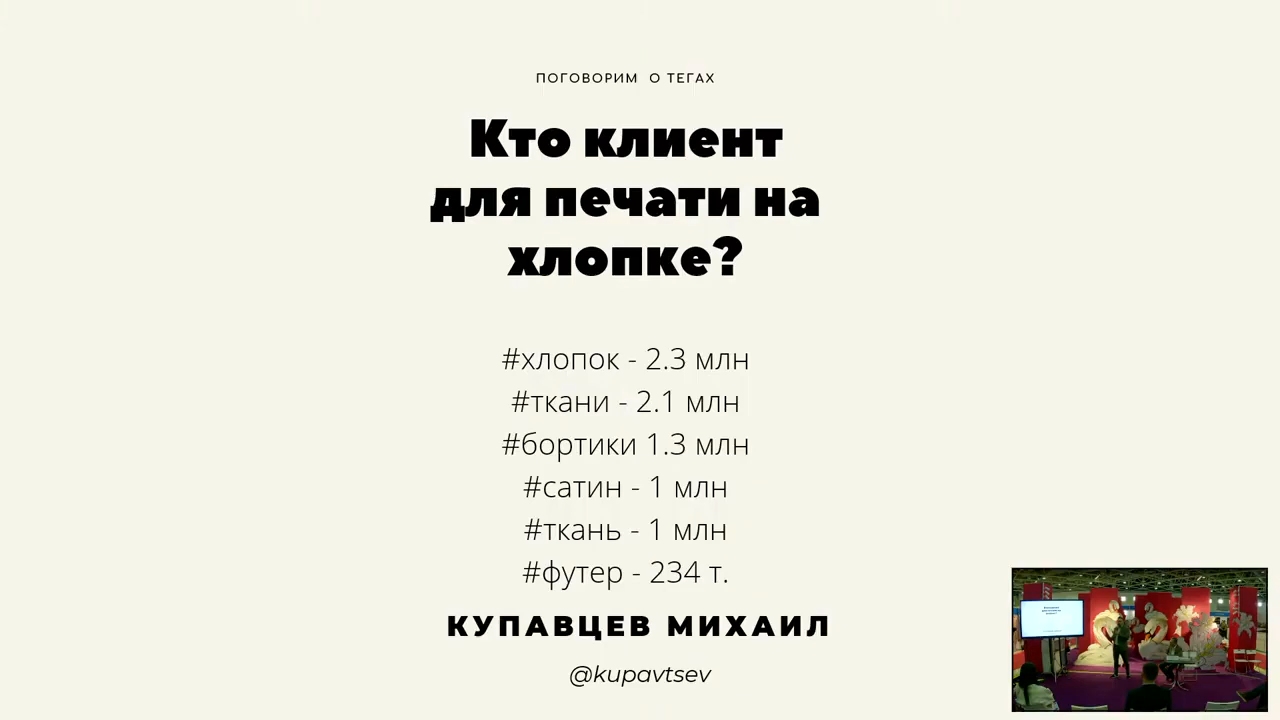 ПОГОВОРИМ О ТЕГАХ
Кто клиент
для печати на
хлопке?
#хлопок - 2.3 млн
#ткани - 2.1 млн
#бортики 1.3 млн
#сатин - 1 млн
#ткань - 1 млн
#футер - 234 т.
КУПАВЦЕВ МИХАИЛ
@kupavtsev